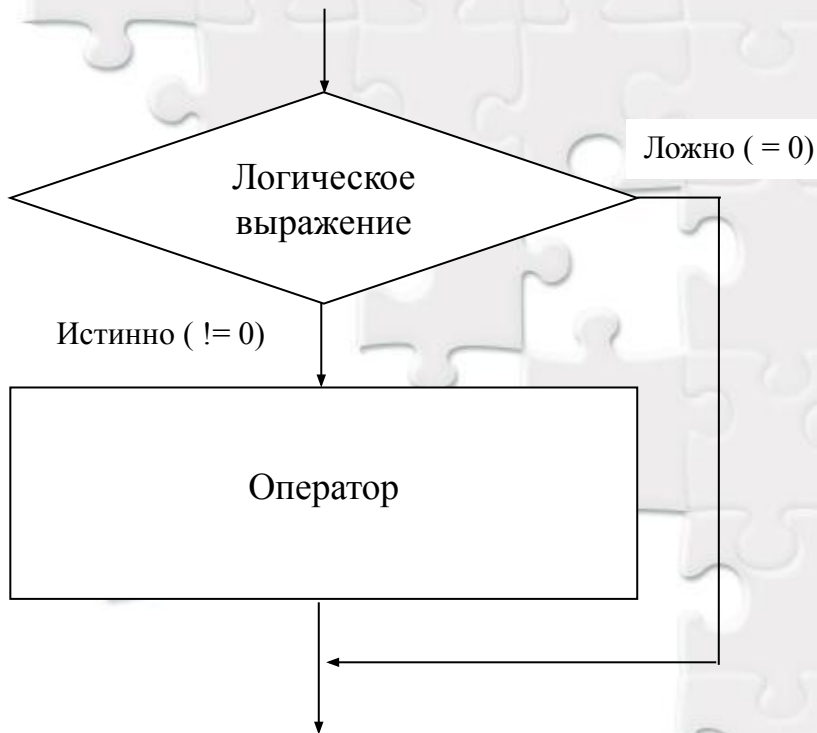 Ложно ( = 0)
Логическое
выражение
Истинно ( != 0)
Оператор